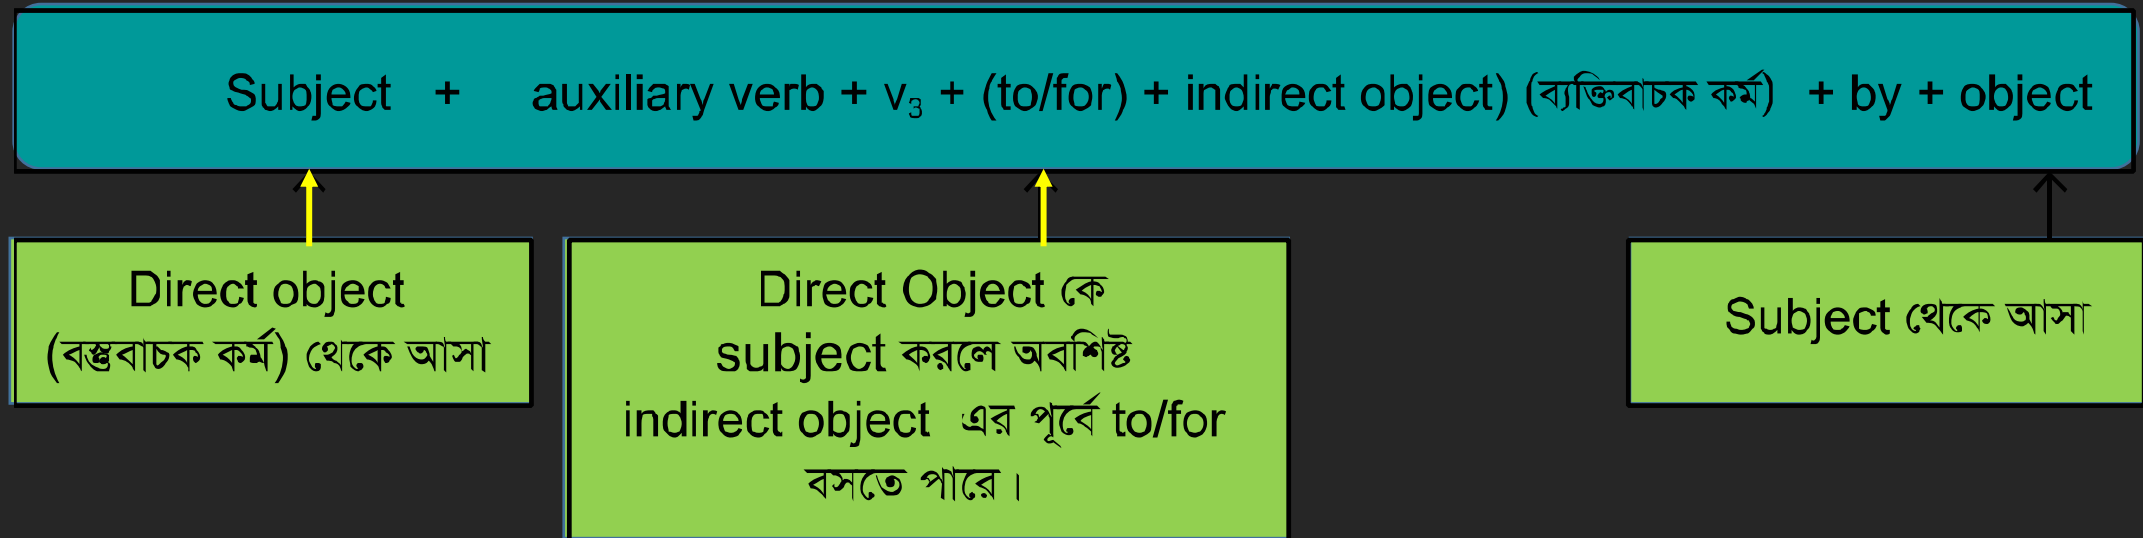 Subject + auxiliary verb + v₃ + (to/for) + indirect object) (ব্যক্তিবাচক কর্ম) + by + object
Direct object
(বস্তুবাচক কর্ম) থেকে আসা
Direct Object কে
subject করলে অবশিষ্ট
indirect object এর পূর্বে to/for
বসতে পারে।
Subject থেকে আসা